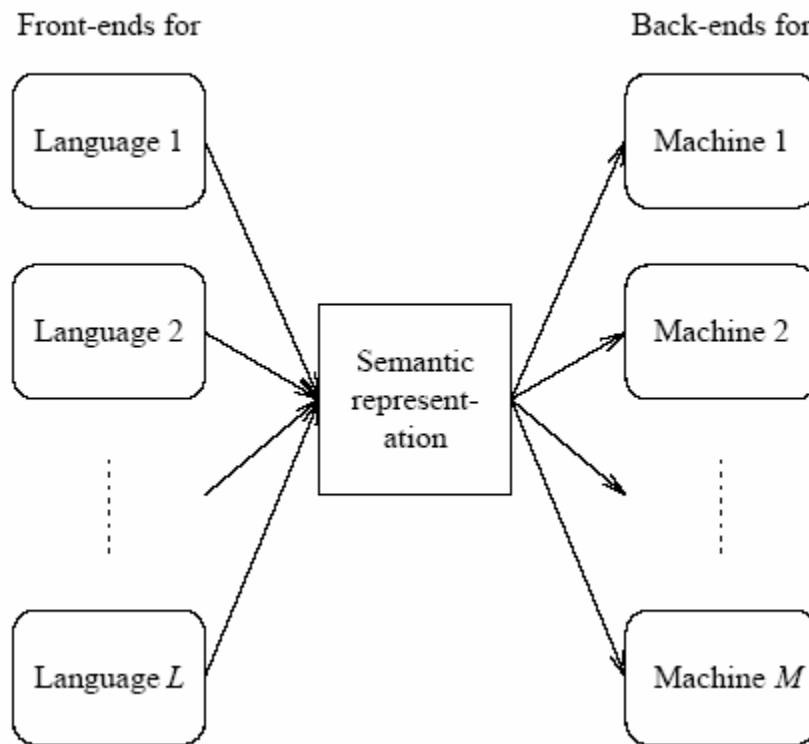 Front-ends for
Back-ends for
Language 1
Machine 1
Language 2
Machine 2
Semantic
represent-
ation
Language L
Machine M